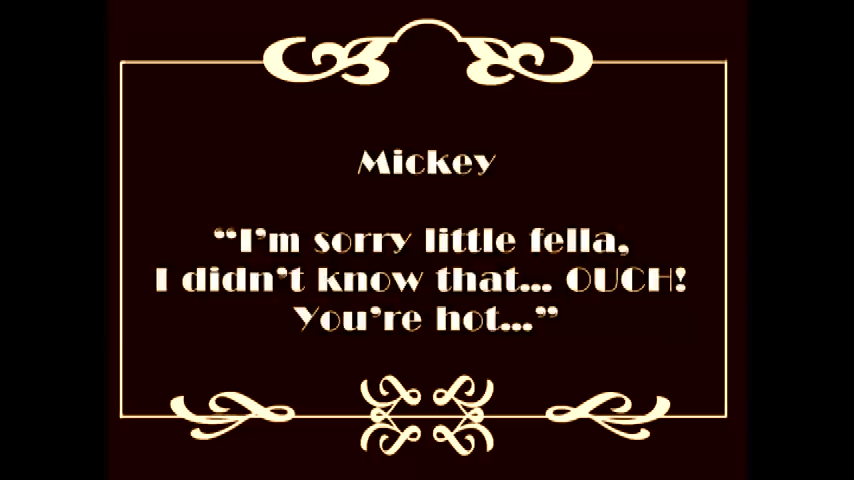 Mickey
“I’m sorry little fella,
I didn’t know that... OUCH!
You’re hot...”